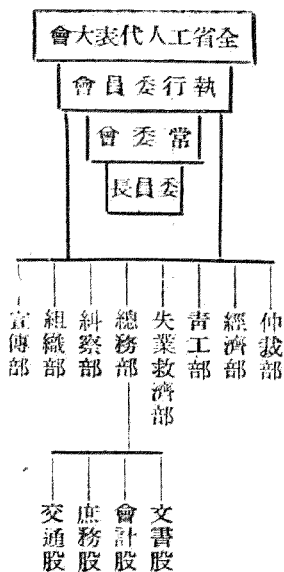 全省工人代表大會
執行委員會
常委會
委員長
仲裁部
經濟部
青工部
失業救濟部
總務部
糾察部
組織部
宣傳部
文書股
會計股
庶務股
交通股